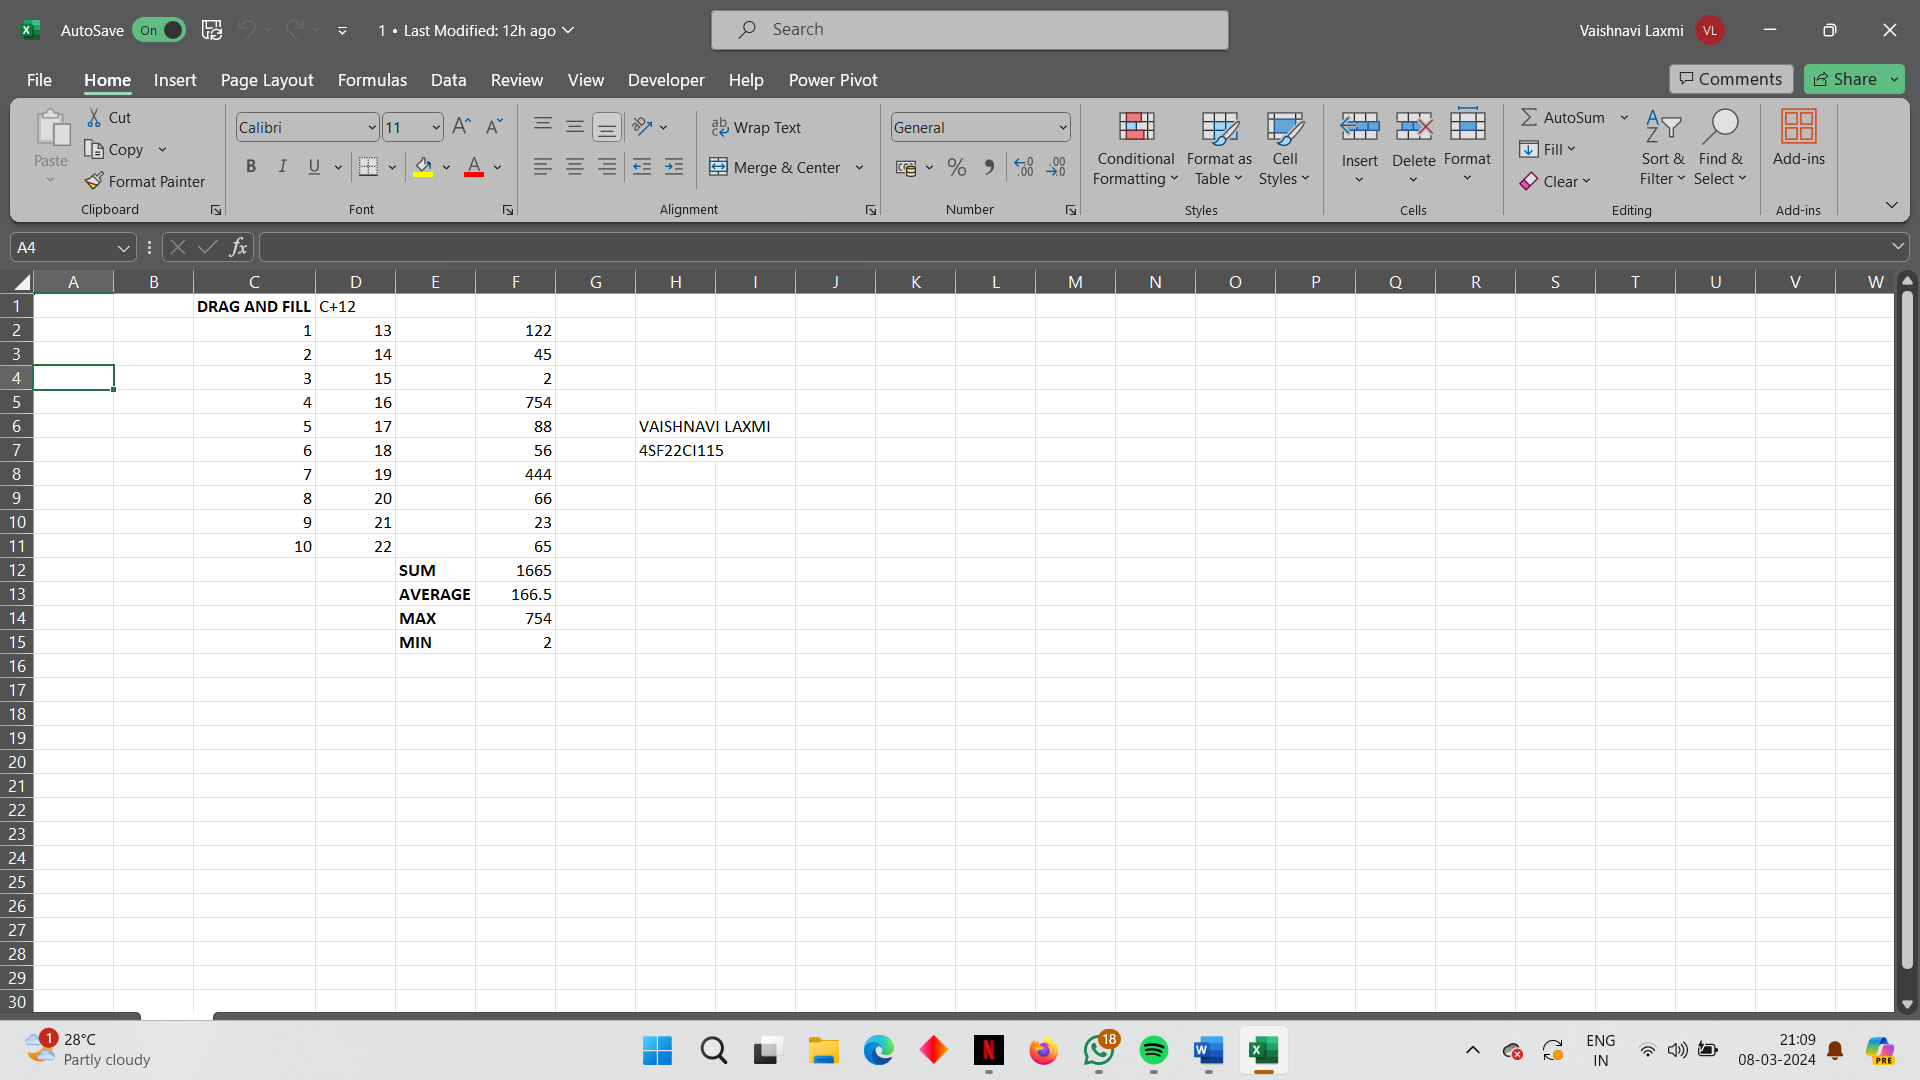 AutoSave On 1 • Last Modified: 12h ago Search Vaishnavi Laxmi VL
File Home Insert Page Layout Formulas Data Review View Developer Help Power Pivot Comments Share
Paste
Cut
Copy
Format Painter
Clipboard
Calibri 11
B I U A
Font
Wrap Text
Merge & Center
Alignment
General
Number
Conditional Formatting
Format as Table
Cell Styles
Styles
Insert
Delete
Format
Cells
AutoSum
Fill
Clear
Sort & Filter
Find & Select
Editing
Add-ins
Add-ins
A4 fx
A B C D E F G H I J K L M N O P Q R S T U V W
1 DRAG AND FILL C+12
2 1 13 122
3 2 14 45
4 3 15 2
5 4 16 754
6 5 17 88 VAISHNAVI LAXMI
7 6 18 56 4SF22CI115
8 7 19 444
9 8 20 66
10 9 21 23
11 10 22 65
12 SUM 1665
13 AVERAGE 166.5
14 MAX 754
15 MIN 2
16
17
18
19
20
21
22
23
24
25
26
27
28
29
30
1 28°C
Partly cloudy
N
18
W
ENG
IN
21:09
08-03-2024
PRE